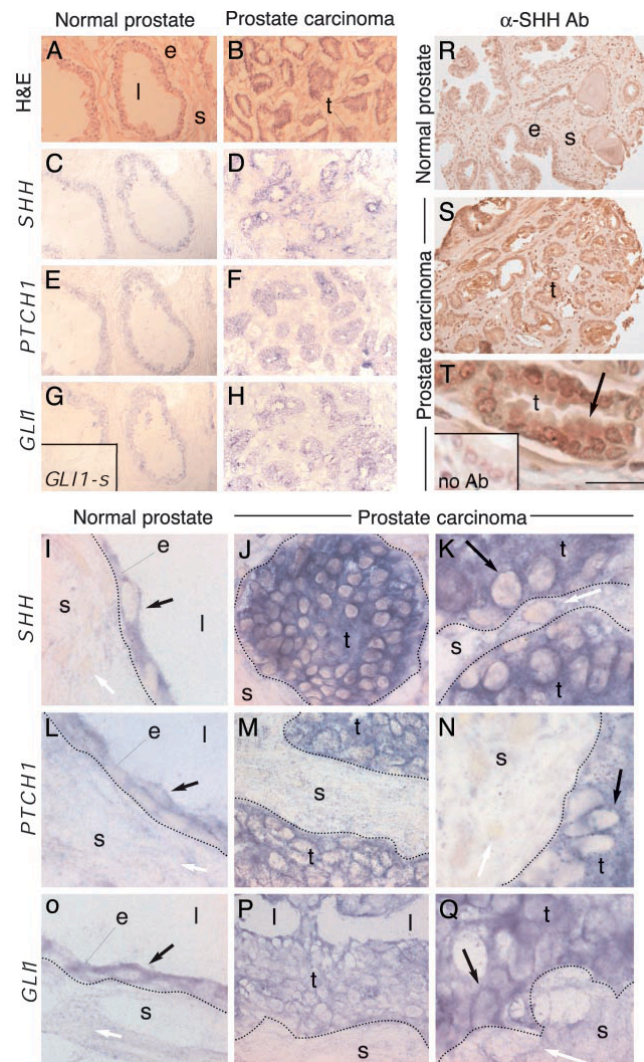 Normal prostate
Prostate carcinoma
α-SHH Ab
H&E
A
e
l
s
B
t
SHH
C
D
PTCH1
E
F
GLI1
G
GLI1-s
H
Normal prostate
R
e
s
Prostate carcinoma
S
t
T
t
no Ab
Normal prostate
Prostate carcinoma
SHH
I
e
s
l
J
t
s
K
t
s
t
PTCH1
L
e
l
s
M
t
s
t
N
s
t
GLI1
O
e
l
s
P
l
l
t
s
Q
t
s